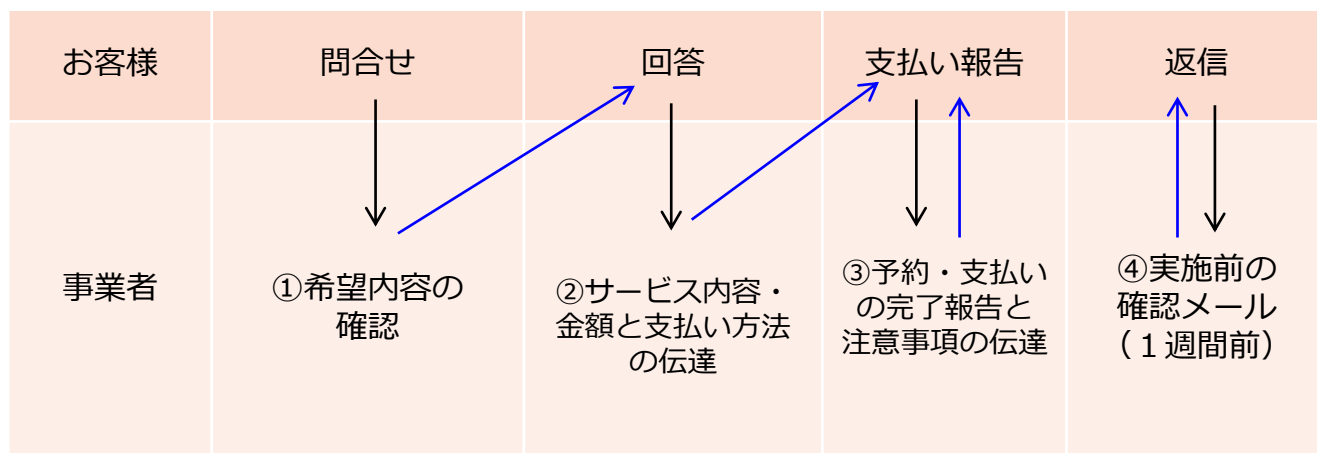 お客様
問合せ
回答
支払い報告
返信
事業者
①希望内容の
確認
②サービス内容・
金額と支払い方法
の伝達
③予約・支払い
の完了報告と
注意事項の伝達
④実施前の
確認メール
（１週間前）